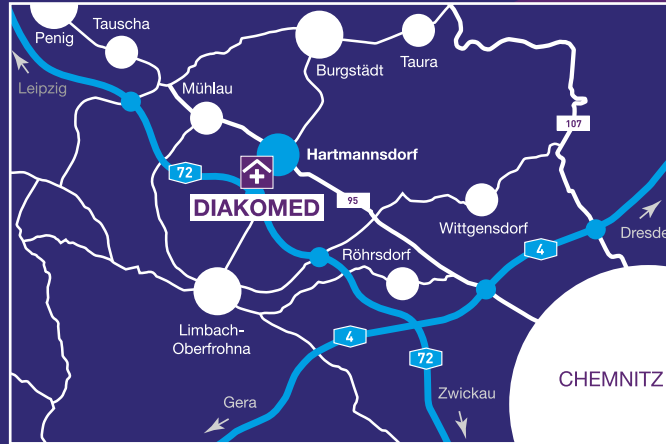 Penig
Tauscha
Burgstädt
Taura
Leipzig
Mühlau
107
Hartmannsdorf
72
DIAKOMED
95
Wittgensdorf
Dresde
4
Röhrsdorf
Limbach-
Oberfrohna
4
72
CHEMNITZ
Gera
Zwickau